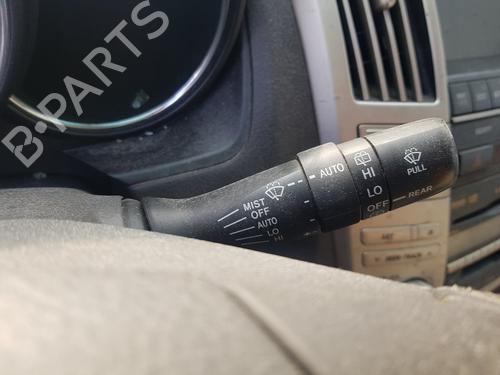 B-PARTS
MIST
OFF
AUTO
LO
HI
AUTO
HI
LO
OFF
REAR
PULL